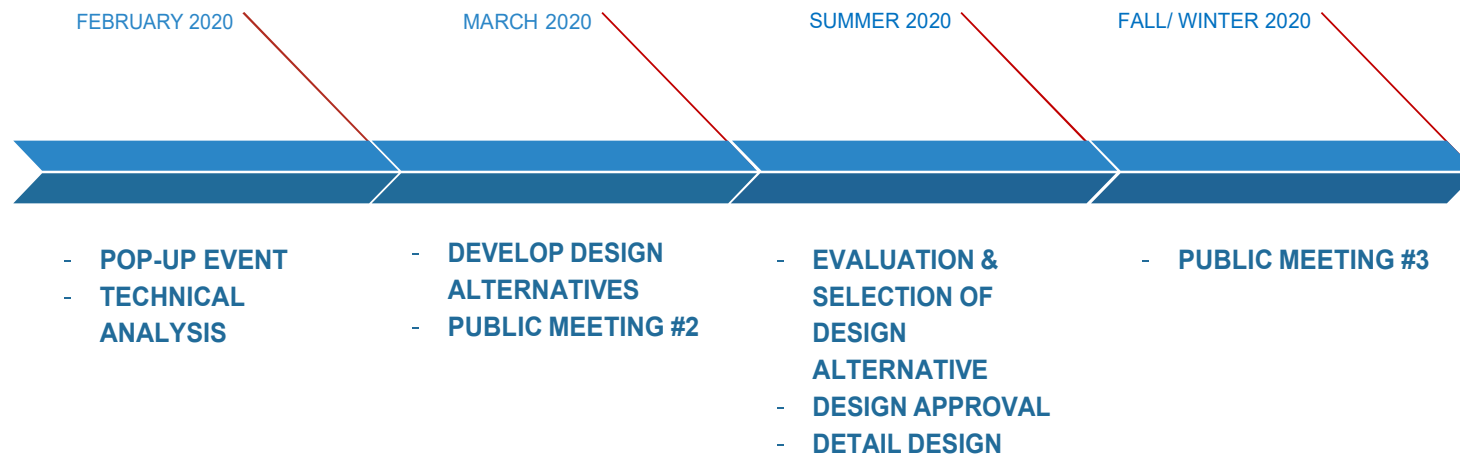 FEBRUARY 2020
MARCH 2020
SUMMER 2020
FALL/ WINTER 2020
- POP-UP EVENT
- TECHNICAL
ANALYSIS
- DEVELOP DESIGN
ALTERNATIVES
- PUBLIC MEETING #2
- EVALUATION &
SELECTION OF
DESIGN
ALTERNATIVE
- DESIGN APPROVAL
- DETAIL DESIGN
- PUBLIC MEETING #3